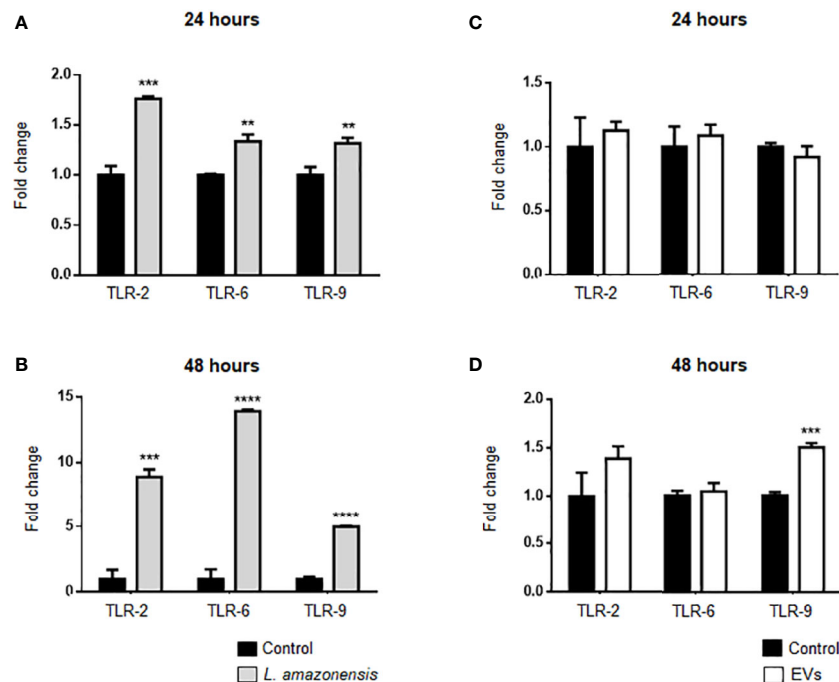 A
24 hours
Fold change
2.0
1.5
1.0
0.5
0.0
***
**
**
TLR-2 TLR-6 TLR-9
B
48 hours
Fold change
15
10
5
0
***
****
****
TLR-2 TLR-6 TLR-9
Control
L. amazonensis
C
24 hours
Fold change
1.5
1.0
0.5
0.0
TLR-2 TLR-6 TLR-9
D
48 hours
Fold change
2.0
1.5
1.0
0.5
0.0
***
TLR-2 TLR-6 TLR-9
Control
EVs